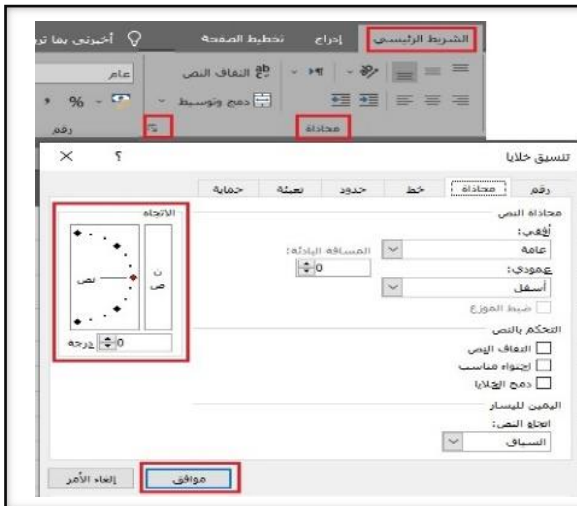 الشريط الرئيسي إدراج تخطيط الصفحة أخبرني بما تر
ab التفاف النص عام
دمج وتوسيط % ,
محاذاة رقم
تنسيق خلايا ? ×
رقم محاذاة خط حدود تعبئة حماية
محاذاة النص الاتجاه
أفقي:
عامة المسافة البادئة:
عمودي: 0
أسفل
ضبط الموزع
ن
ص
نص
0 درجة
التحكم بالنص
التفاف النص
احتواء مناسب
دمج الخلايا
اليمين لليسار
اتجاه النص:
السياق
موافق إلغاء الأمر